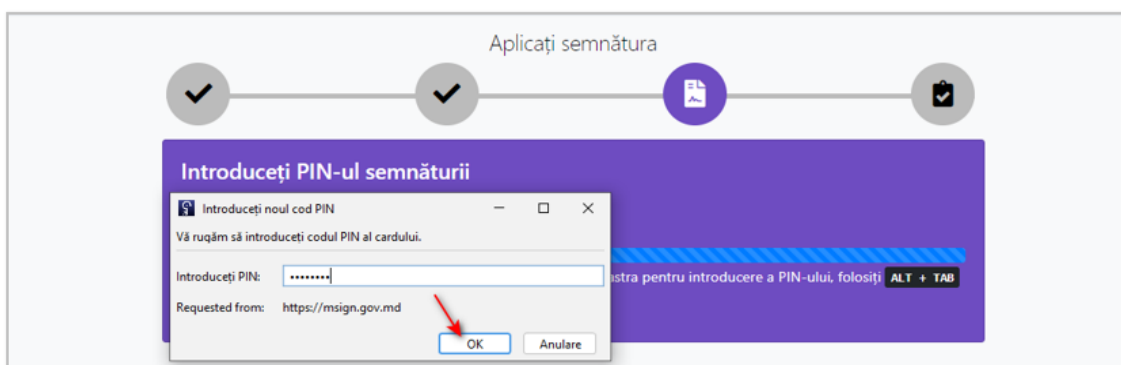 Aplicați semnătura
Introduceți PIN-ul semnăturii
Introduceți noul cod PIN
Vă rugăm să introduceți codul PIN al cardului.
Introduceți PIN: ••••••••
astra pentru introducere a PIN-ului, folosiți ALT + TAB
Requested from: https://msign.gov.md
OK Anulare